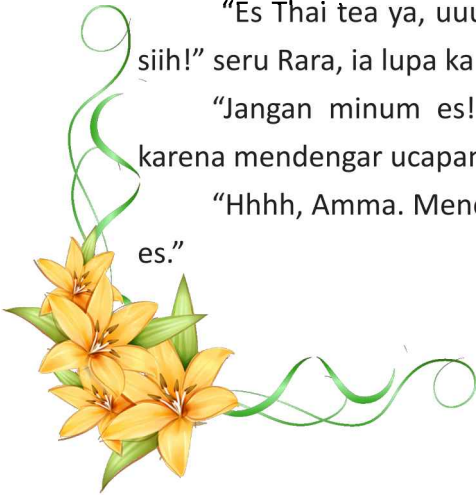 “Es Thai tea ya, uuu
siih!” seru Rara, ia lupa ka
“Jangan minum es!
karena mendengar ucapan
“Hhhh, Amma. Mend
es.”